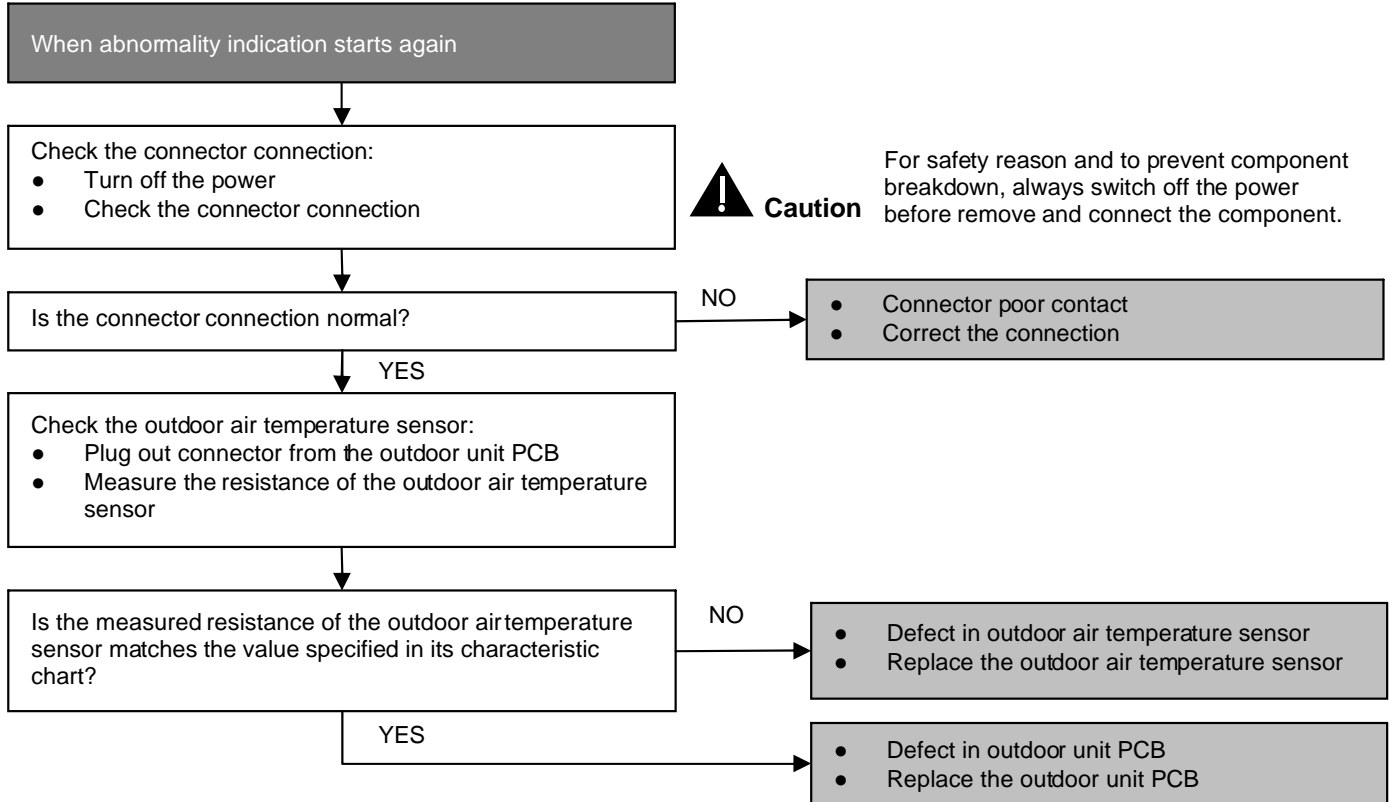 When abnormality indication starts again
Check the connector connection:
● Turn off the power
● Check the connector connection
Caution
For safety reason and to prevent component
breakdown, always switch off the power
before remove and connect the component.
Is the connector connection normal?
NO
● Connector poor contact
● Correct the connection
YES
Check the outdoor air temperature sensor:
● Plug out connector from the outdoor unit PCB
● Measure the resistance of the outdoor air temperature
sensor
Is the measured resistance of the outdoor air temperature
sensor matches the value specified in its characteristic
chart?
NO
● Defect in outdoor air temperature sensor
● Replace the outdoor air temperature sensor
YES
● Defect in outdoor unit PCB
● Replace the outdoor unit PCB